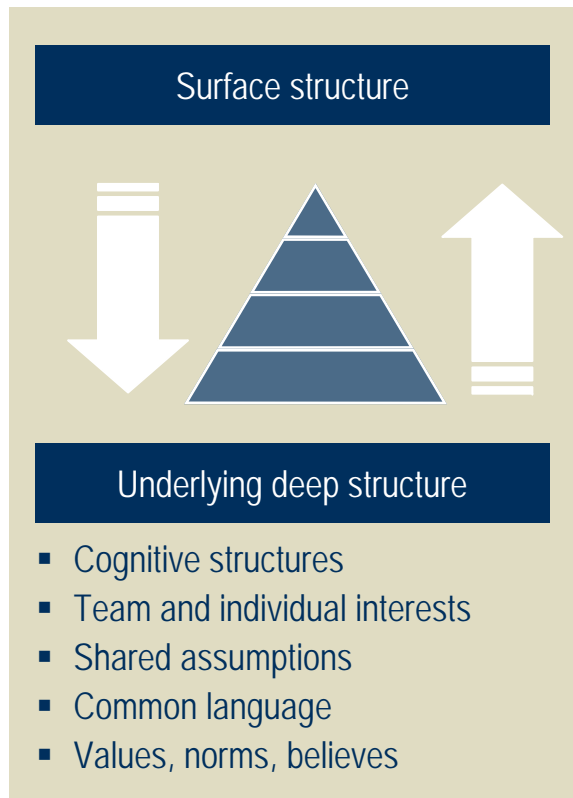 Surface structure
Underlying deep structure
▪ Cognitive structures
▪ Team and individual interests
▪ Shared assumptions
▪ Common language
▪ Values, norms, believes